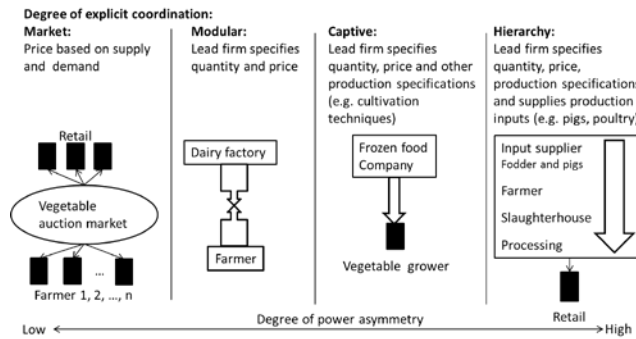 Degree of explicit coordination:
Market:
Price based on supply
and demand
Retail
Vegetable
auction market
...
Farmer 1, 2, ..., n
Modular:
Lead firm specifies
quantity and price
Dairy factory
Farmer
Captive:
Lead firm specifies
quantity, price and other
production specifications
(e.g. cultivation
techniques)
Frozen food
Company
Vegetable grower
Hierarchy:
Lead firm specifies
quantity, price,
production specifications
and supplies production
inputs (e.g. pigs, poultry)
Input supplier
Fodder and pigs
Farmer
Slaughterhouse
Processing
Retail
Low
Degree of power asymmetry
High